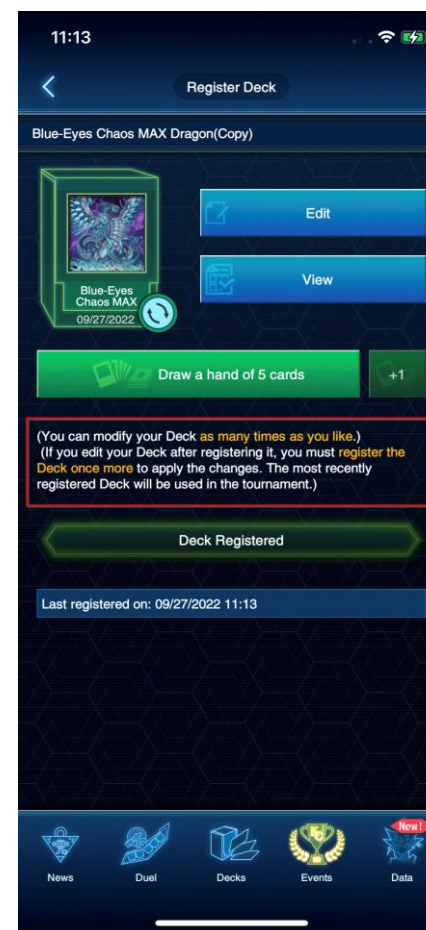 11:13
Register Deck
Blue-Eyes Chaos MAX Dragon(Copy)
Edit
View
Blue-Eyes
Chaos MAX
09/27/2022
Draw a hand of 5 cards
+1
(You can modify your Deck as many times as you like.)
(If you edit your Deck after registering it, you must register the
Deck once more to apply the changes. The most recently
registered Deck will be used in the tournament.)
Deck Registered
Last registered on: 09/27/2022 11:13
New!
News
Duel
Decks
Events
Data